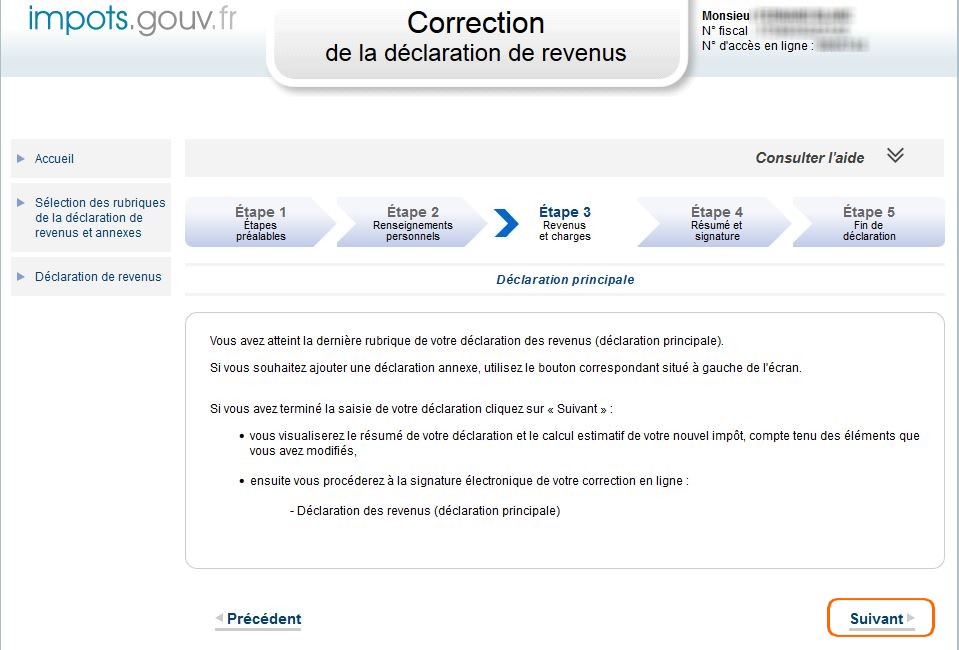 impots.gouv.fr
Correction
de la déclaration de revenus
Monsieu
N° fiscal
N° d'accès en ligne :
Accueil
Sélection des rubriques
de la déclaration de
revenus et annexes
Déclaration de revenus
Consulter l'aide
Étape 1
Étapes
préalables
Étape 2
Renseignements
personnels
Étape 3
Revenus
et charges
Étape 4
Résumé et
signature
Étape 5
Fin de
déclaration
Déclaration principale
Vous avez atteint la dernière rubrique de votre déclaration des revenus (déclaration principale).
Si vous souhaitez ajouter une déclaration annexe, utilisez le bouton correspondant situé à gauche de l'écran.
Si vous avez terminé la saisie de votre déclaration cliquez sur « Suivant » :
• vous visualiserez le résumé de votre déclaration et le calcul estimatif de votre nouvel impôt, compte tenu des éléments que
vous avez modifiés,
• ensuite vous procéderez à la signature électronique de votre correction en ligne :
- Déclaration des revenus (déclaration principale)
Précédent
Suivant